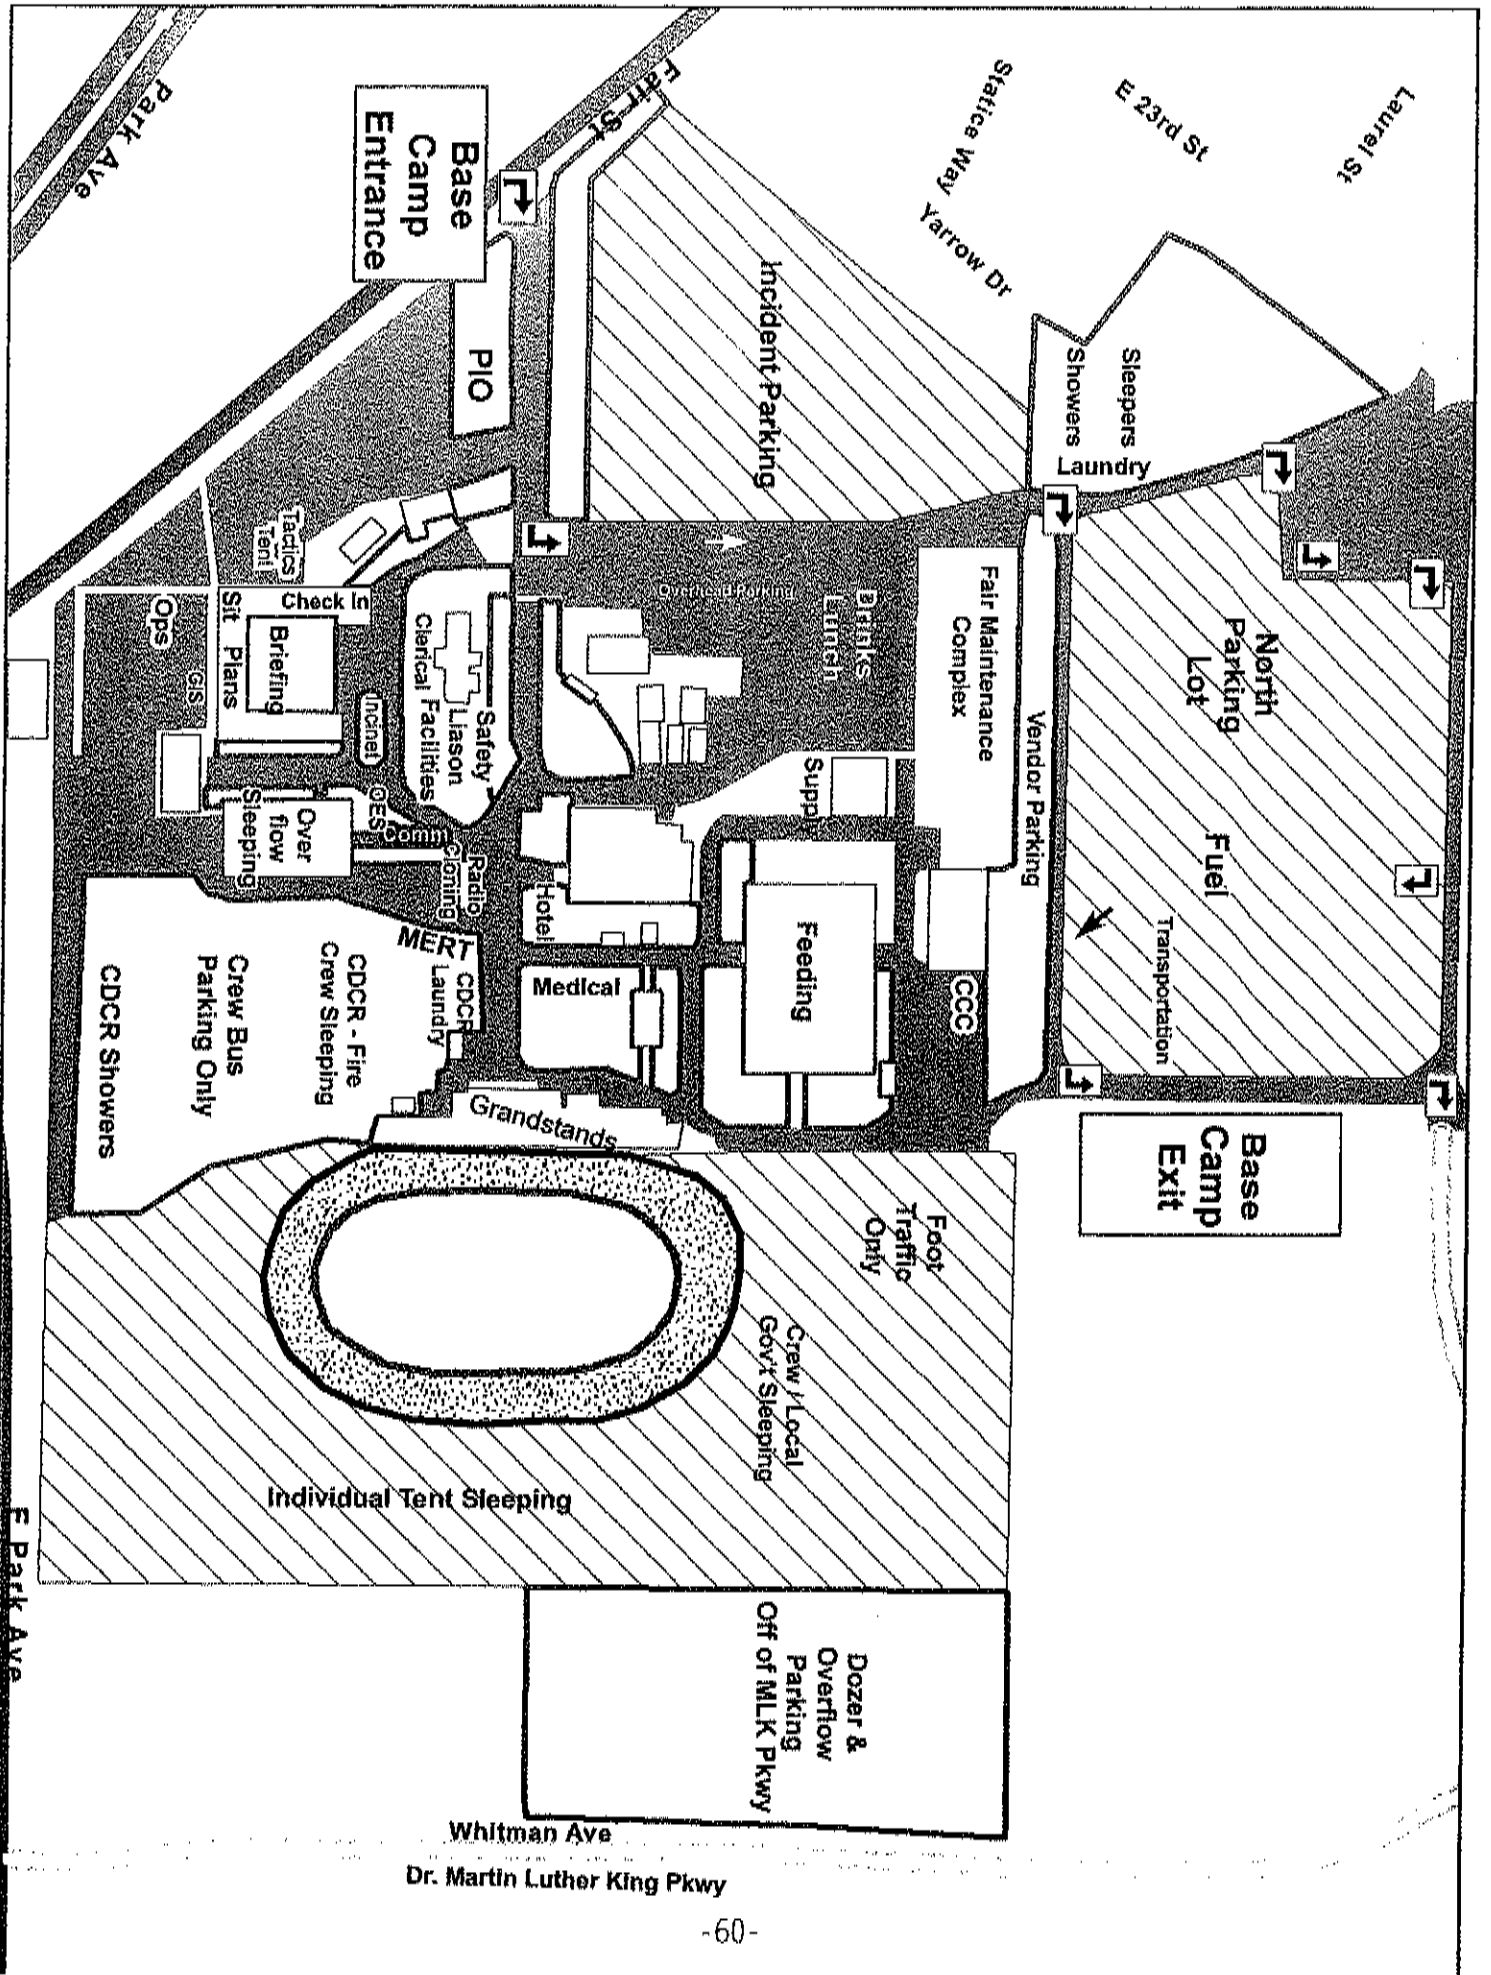 Park Ave
Fair St
Base
Camp
Entrance
Statice Way
E 23rd St
Laurel St
Yarrow Dr
PIO
Incident Parking
Sleepers
Showers
Laundry
Tactics
Tent
Check In
Sit
Plans
Briefing
Ops
GIS
Incinet
Clerical
Facilities
Safety
Liason
Overhead Parking
Drinks
Lunch
Fair Maintenance
Complex
Vendor Parking
North
Parking
Lot
Fuel
Transportation
Supply
Over
flow
Sleeping
OES
Comm
Radio
Cloning
Hotel
MERT
CDCR
Laundry
Medical
Feeding
CCC
CDCR - Fire
Crew Sleeping
Crew Bus
Parking Only
CDCR Showers
Grandstands
Base
Camp
Exit
Foot
Traffic
Only
Crew / Local
Gov't Sleeping
Individual Tent Sleeping
E Park Ave
Dozer &
Overflow
Parking
Off of MLK Pkwy
Whitman Ave
Dr. Martin Luther King Pkwy
-60-